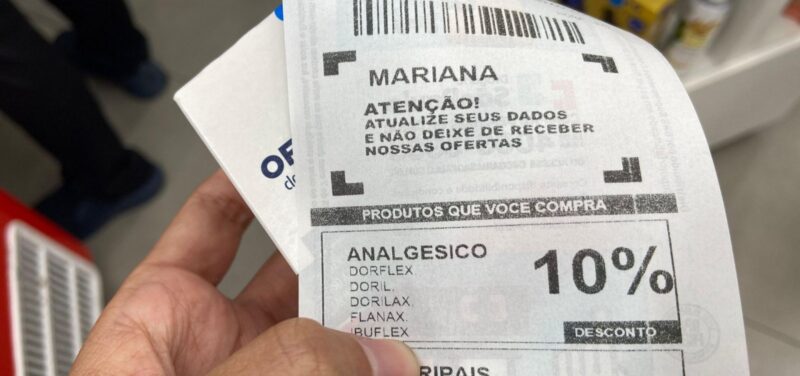 MARIANA
ATENÇÃO!
ATUALIZE SEUS DADOS
E NÃO DEIXE DE RECEBER
NOSSAS OFERTAS
PRODUTOS QUE VOCE COMPRA
ANALGESICO
DORFLEX,
DORIL,
DORILAX,
FLANAX,
IBUFLEX
10%
DESCONTO